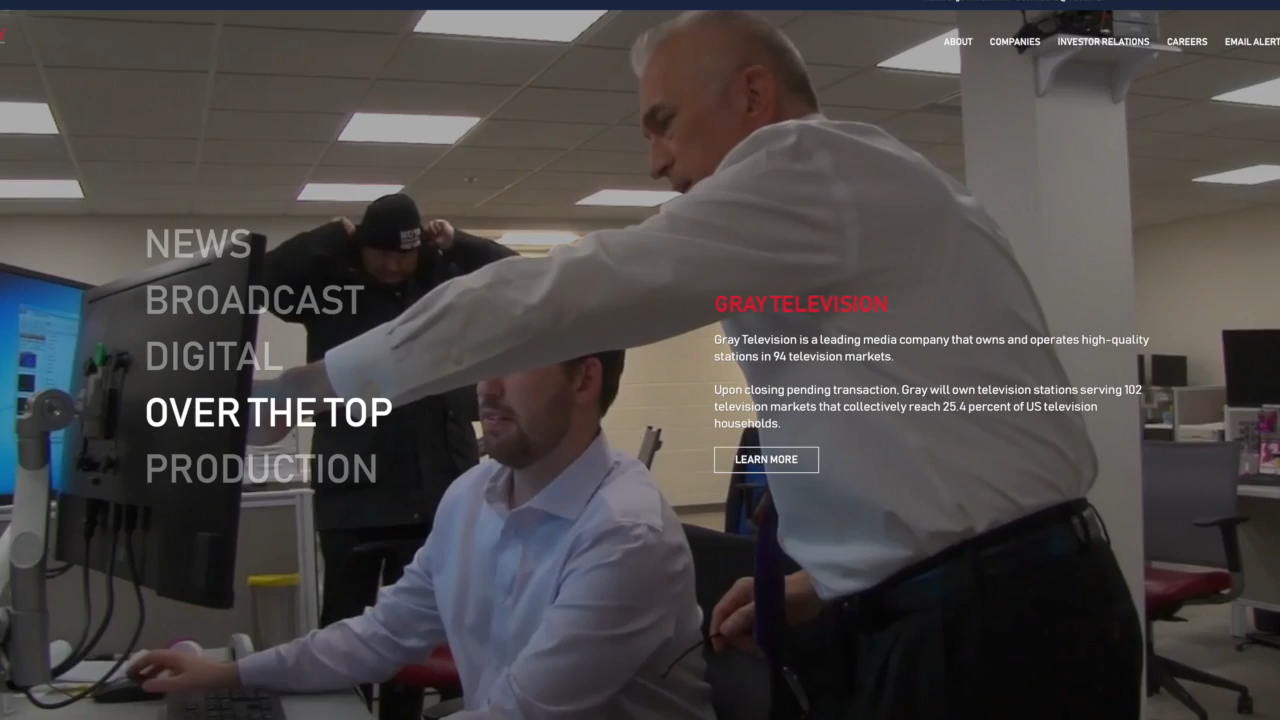 ABOUT COMPANIES INVESTOR RELATIONS CAREERS EMAIL ALERT
NEWS
BROADCAST
DIGITAL
OVER THE TOP
PRODUCTION
GRAY TELEVISION
Gray Television is a leading media company that owns and operates high-quality
stations in 94 television markets.
Upon closing pending transaction, Gray will own television stations serving 102
television markets that collectively reach 25.4 percent of US television
households.
LEARN MORE